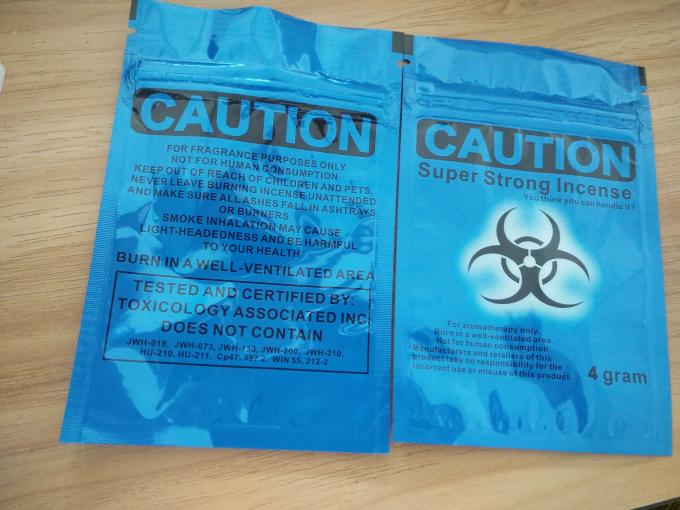 CAUTION
FOR FRAGRANCE PURPOSES ONLY.
NOT FOR HUMAN CONSUMPTION.
KEEP OUT OF REACH OF CHILDREN AND PETS.
NEVER LEAVE BURNING INCENSE UNATTENDED
AND MAKE SURE ALL ASHES FALL IN ASHTRAYS
OR BURNERS
SMOKE INHALATION MAY CAUSE
LIGHT-HEADEDNESS AND BE HARMFUL
TO YOUR HEALTH
BURN IN A WELL-VENTILATED AREA
TESTED AND CERTIFIED BY:
TOXICOLOGY ASSOCIATED INC
DOES NOT CONTAIN
JWH-018, JWH-073, JWH-133, JWH-200, JWH-210,
HU-210, HU-211, Cp47, 497 2, WIN 55, 212-2
CAUTION
Super Strong Incense
You think you can handle it?
For aromatherapy only.
Burn in a well-ventilated area.
Not for human consumption.
Manufacturers and retailers of this
product take no responsibility for the
incorrect use or misuse of this product.
4 gram